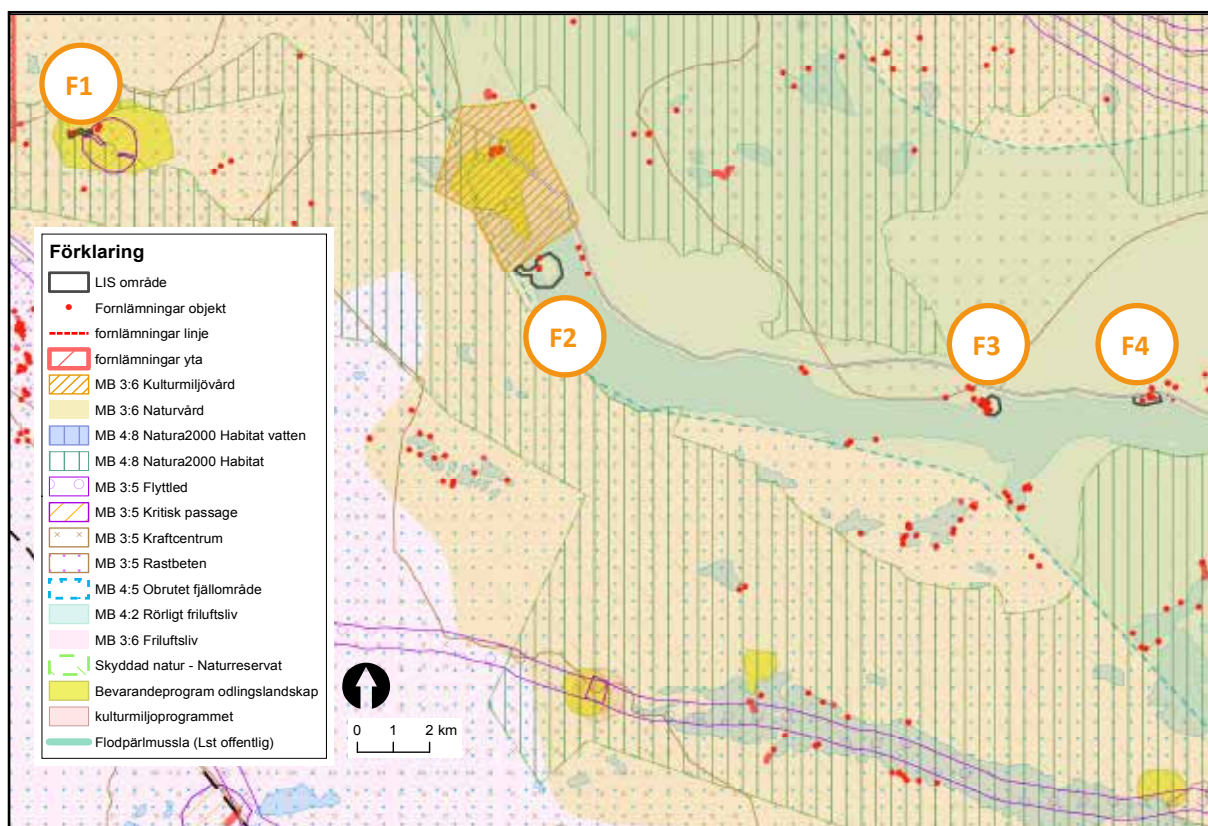 F1
F2
F3
F4
Förklaring
LIS område
Fornlämningar objekt
fornlämningar linje
fornlämningar yta
MB 3:6 Kulturmiljövård
MB 3:6 Naturvård
MB 4:8 Natura2000 Habitat vatten
MB 4:8 Natura2000 Habitat
MB 3:5 Flyttled
MB 3:5 Kritisk passage
MB 3:5 Kraftcentrum
MB 3:5 Rastbeten
MB 4:5 Obrutet fjällområde
MB 4:2 Rörligt friluftsliv
MB 3:6 Friluftsliv
Skyddad natur - Naturreservat
Bevarandeprogram odlingslandskap
kulturmiljoprogrammet
Flodpärlmussla (Lst offentlig)
0 1 2 km